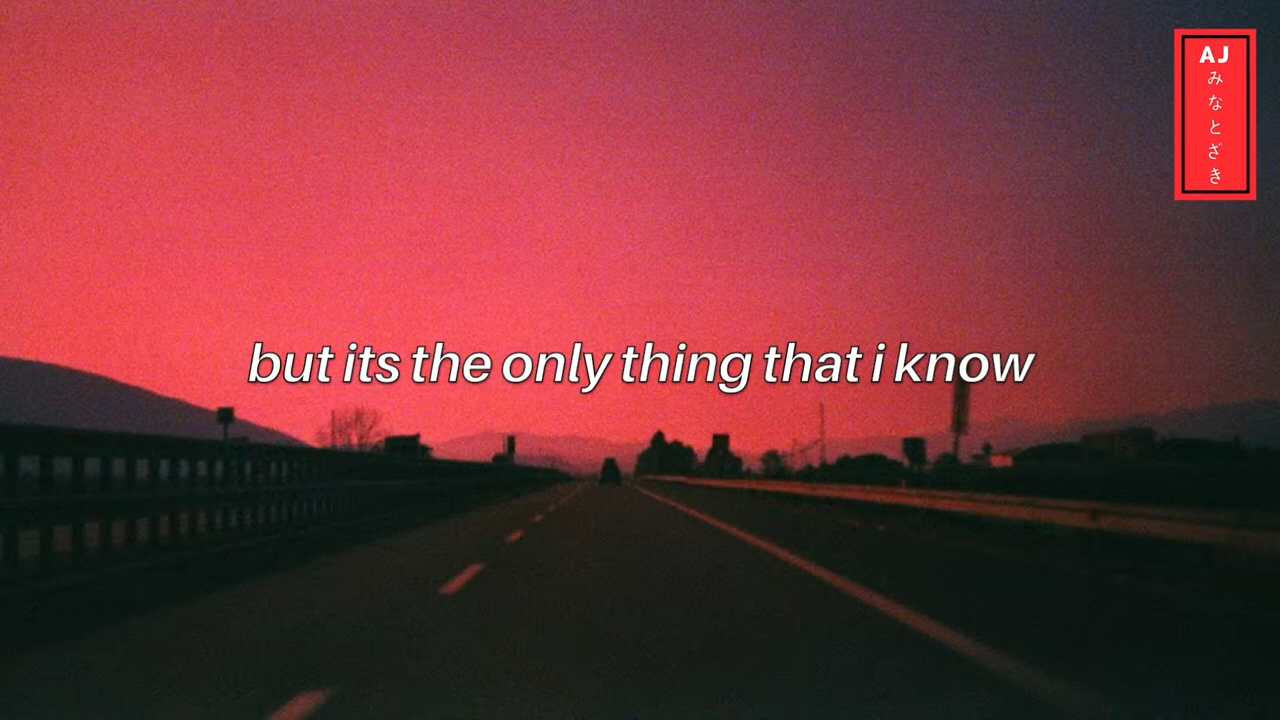 but its the only thing that i know
AJ
みなとざき